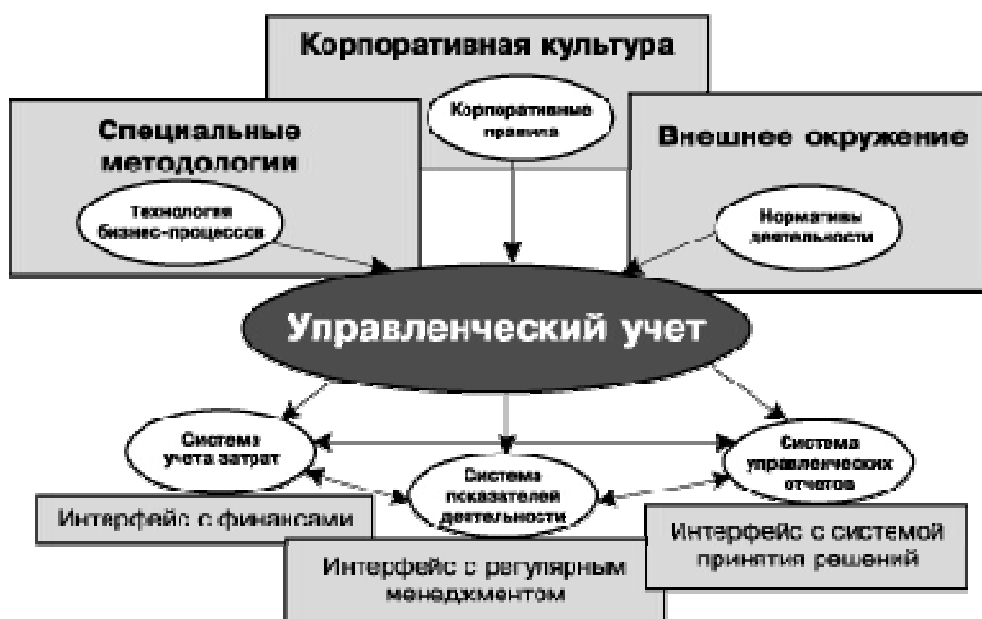 Корпоративная культура
Корпоративные
правила
Специальные
методологии
Технология
бизнес-процессов
Внешнее окружение
Нормативы
деятельности
Управленческий учет
Система
учета затрат
Система
показателей
деятельности
Система
управленческих
отчетов
Интерфейс с финансами
Интерфейс с регулярным
менеджментом
Интерфейс с системой
принятия решений